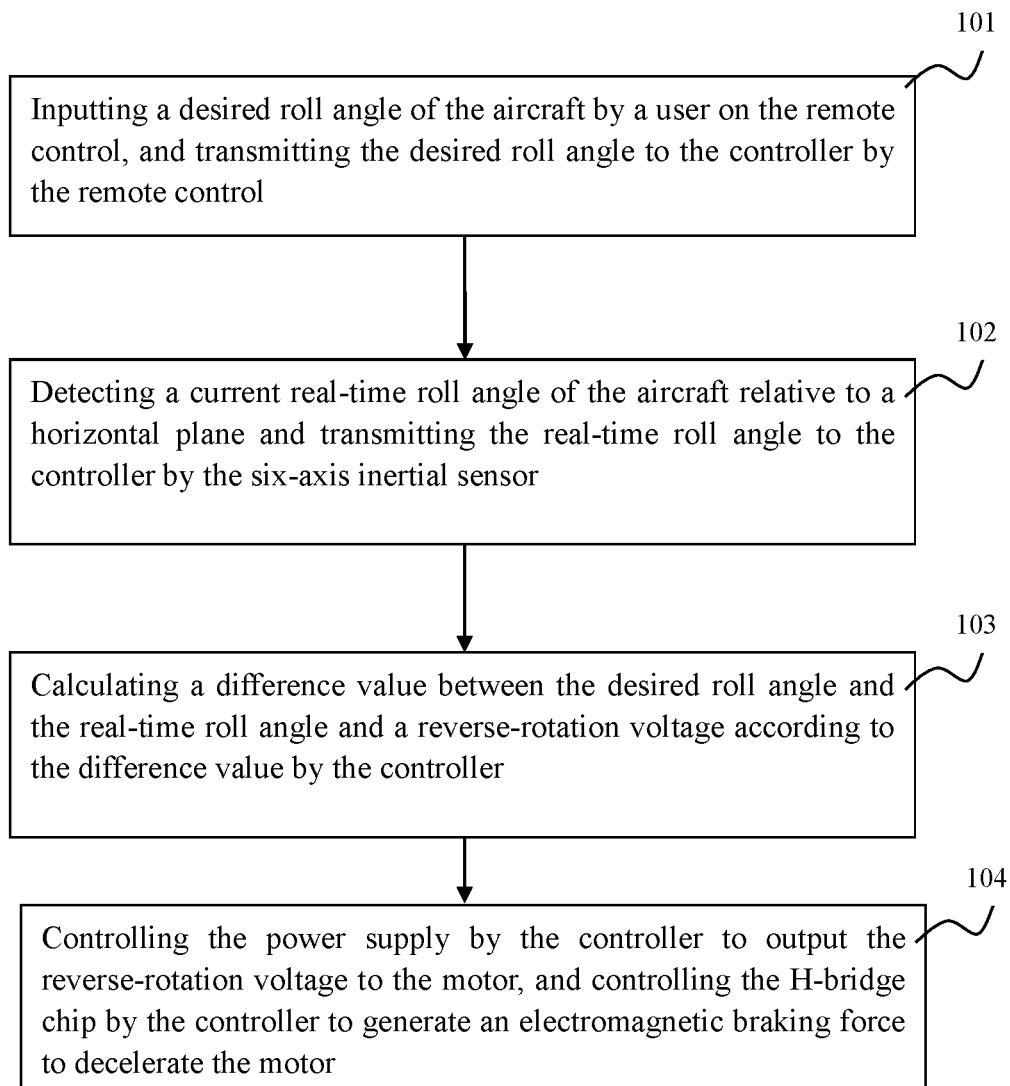 101
Inputting a desired roll angle of the aircraft by a user on the remote
control, and transmitting the desired roll angle to the controller by
the remote control
102
Detecting a current real-time roll angle of the aircraft relative to a
horizontal plane and transmitting the real-time roll angle to the
controller by the six-axis inertial sensor
103
Calculating a difference value between the desired roll angle and
the real-time roll angle and a reverse-rotation voltage according to
the difference value by the controller
104
Controlling the power supply by the controller to output the
reverse-rotation voltage to the motor, and controlling the H-bridge
chip by the controller to generate an electromagnetic braking force
to decelerate the motor